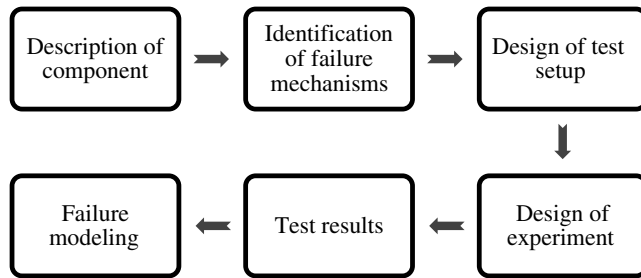 Description of
component
Identification
of failure
mechanisms
Design of test
setup
Design of
experiment
Test results
Failure
modeling